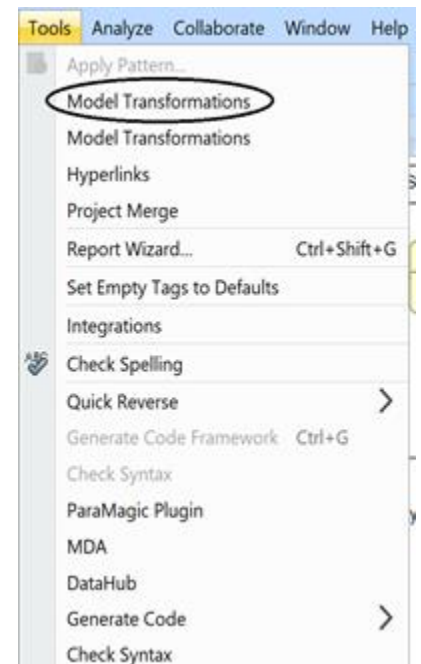 Tools Analyze Collaborate Window Help
Apply Pattern...
Model Transformations
Model Transformations
Hyperlinks
Project Merge
Report Wizard... Ctrl+Shift+G
Set Empty Tags to Defaults
Integrations
ABC Check Spelling
Quick Reverse
Generate Code Framework Ctrl+G
Check Syntax
ParaMagic Plugin
MDA
DataHub
Generate Code
Check Syntax